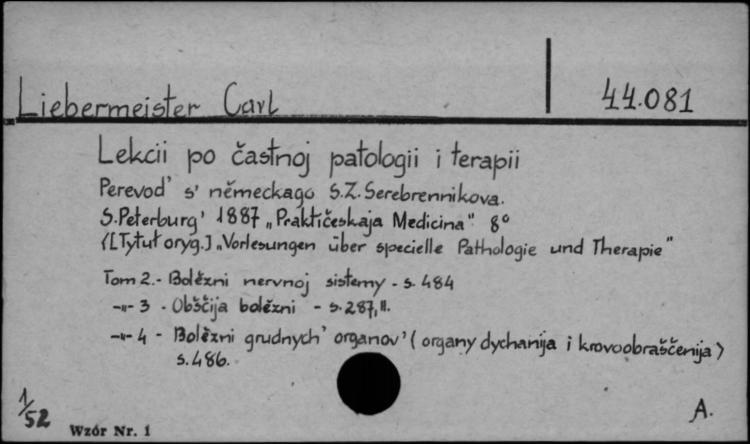 Liebermeister Carl
44.081
Lekcii po častnoj patologii i terapii
Perevod' s' německago S.Z. Serebrennikova.
S. Peterburg' 1887 „Praktičeskaja Medicina" 8°
([Tytuł oryg.] „Vorlesungen über specielle Pathologie und Therapie"
Tom 2. - Bolězni nervnoj sistemy - s. 484
-„- 3 - Obščija bolězni - s. 287, II.
-„- 4 - Bolězni grudnych' organov' (organy dychanija i krovoobraščenija)
s. 486.
1/52
Wzór Nr. 1
A.